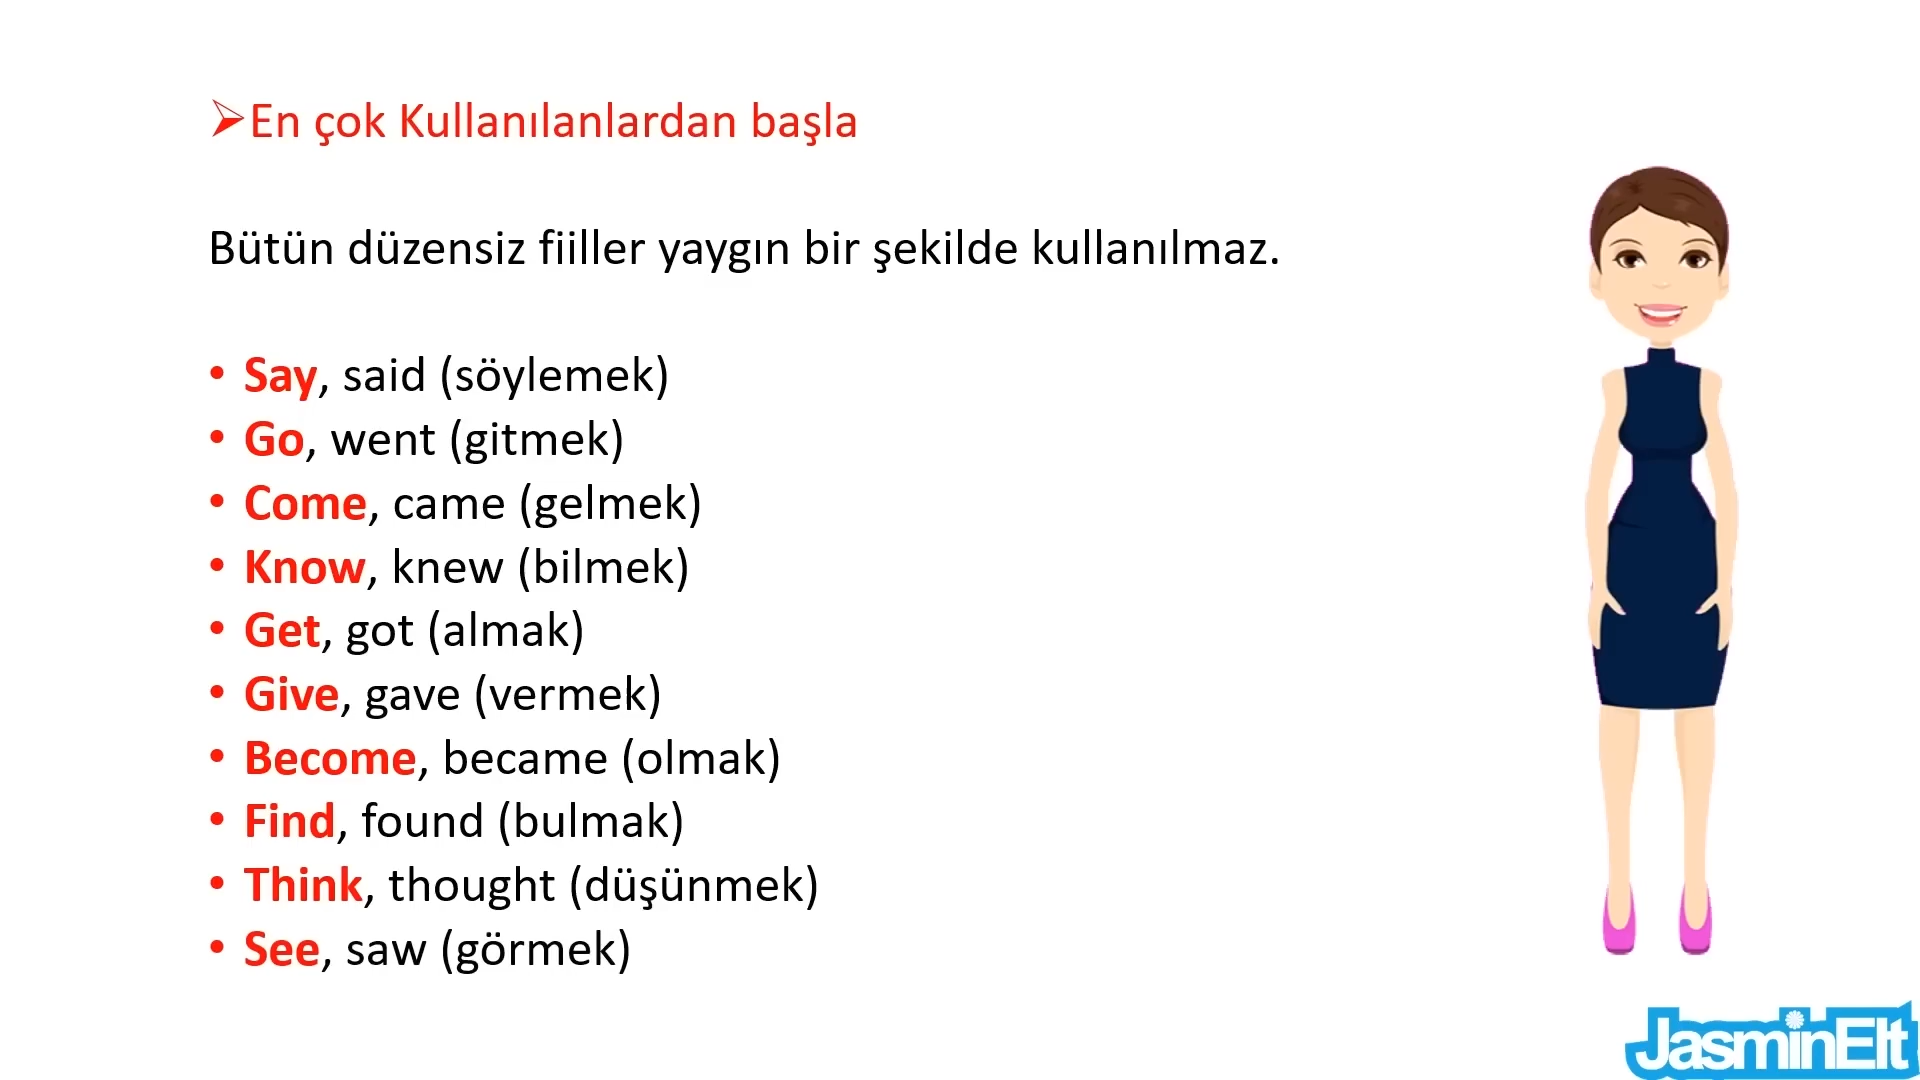 ➢En çok Kullanılanlardan başla
Bütün düzensiz fiiller yaygın bir şekilde kullanılmaz.
• Say, said (söylemek)
• Go, went (gitmek)
• Come, came (gelmek)
• Know, knew (bilmek)
• Get, got (almak)
• Give, gave (vermek)
• Become, became (olmak)
• Find, found (bulmak)
• Think, thought (düşünmek)
• See, saw (görmek)
JasminElt